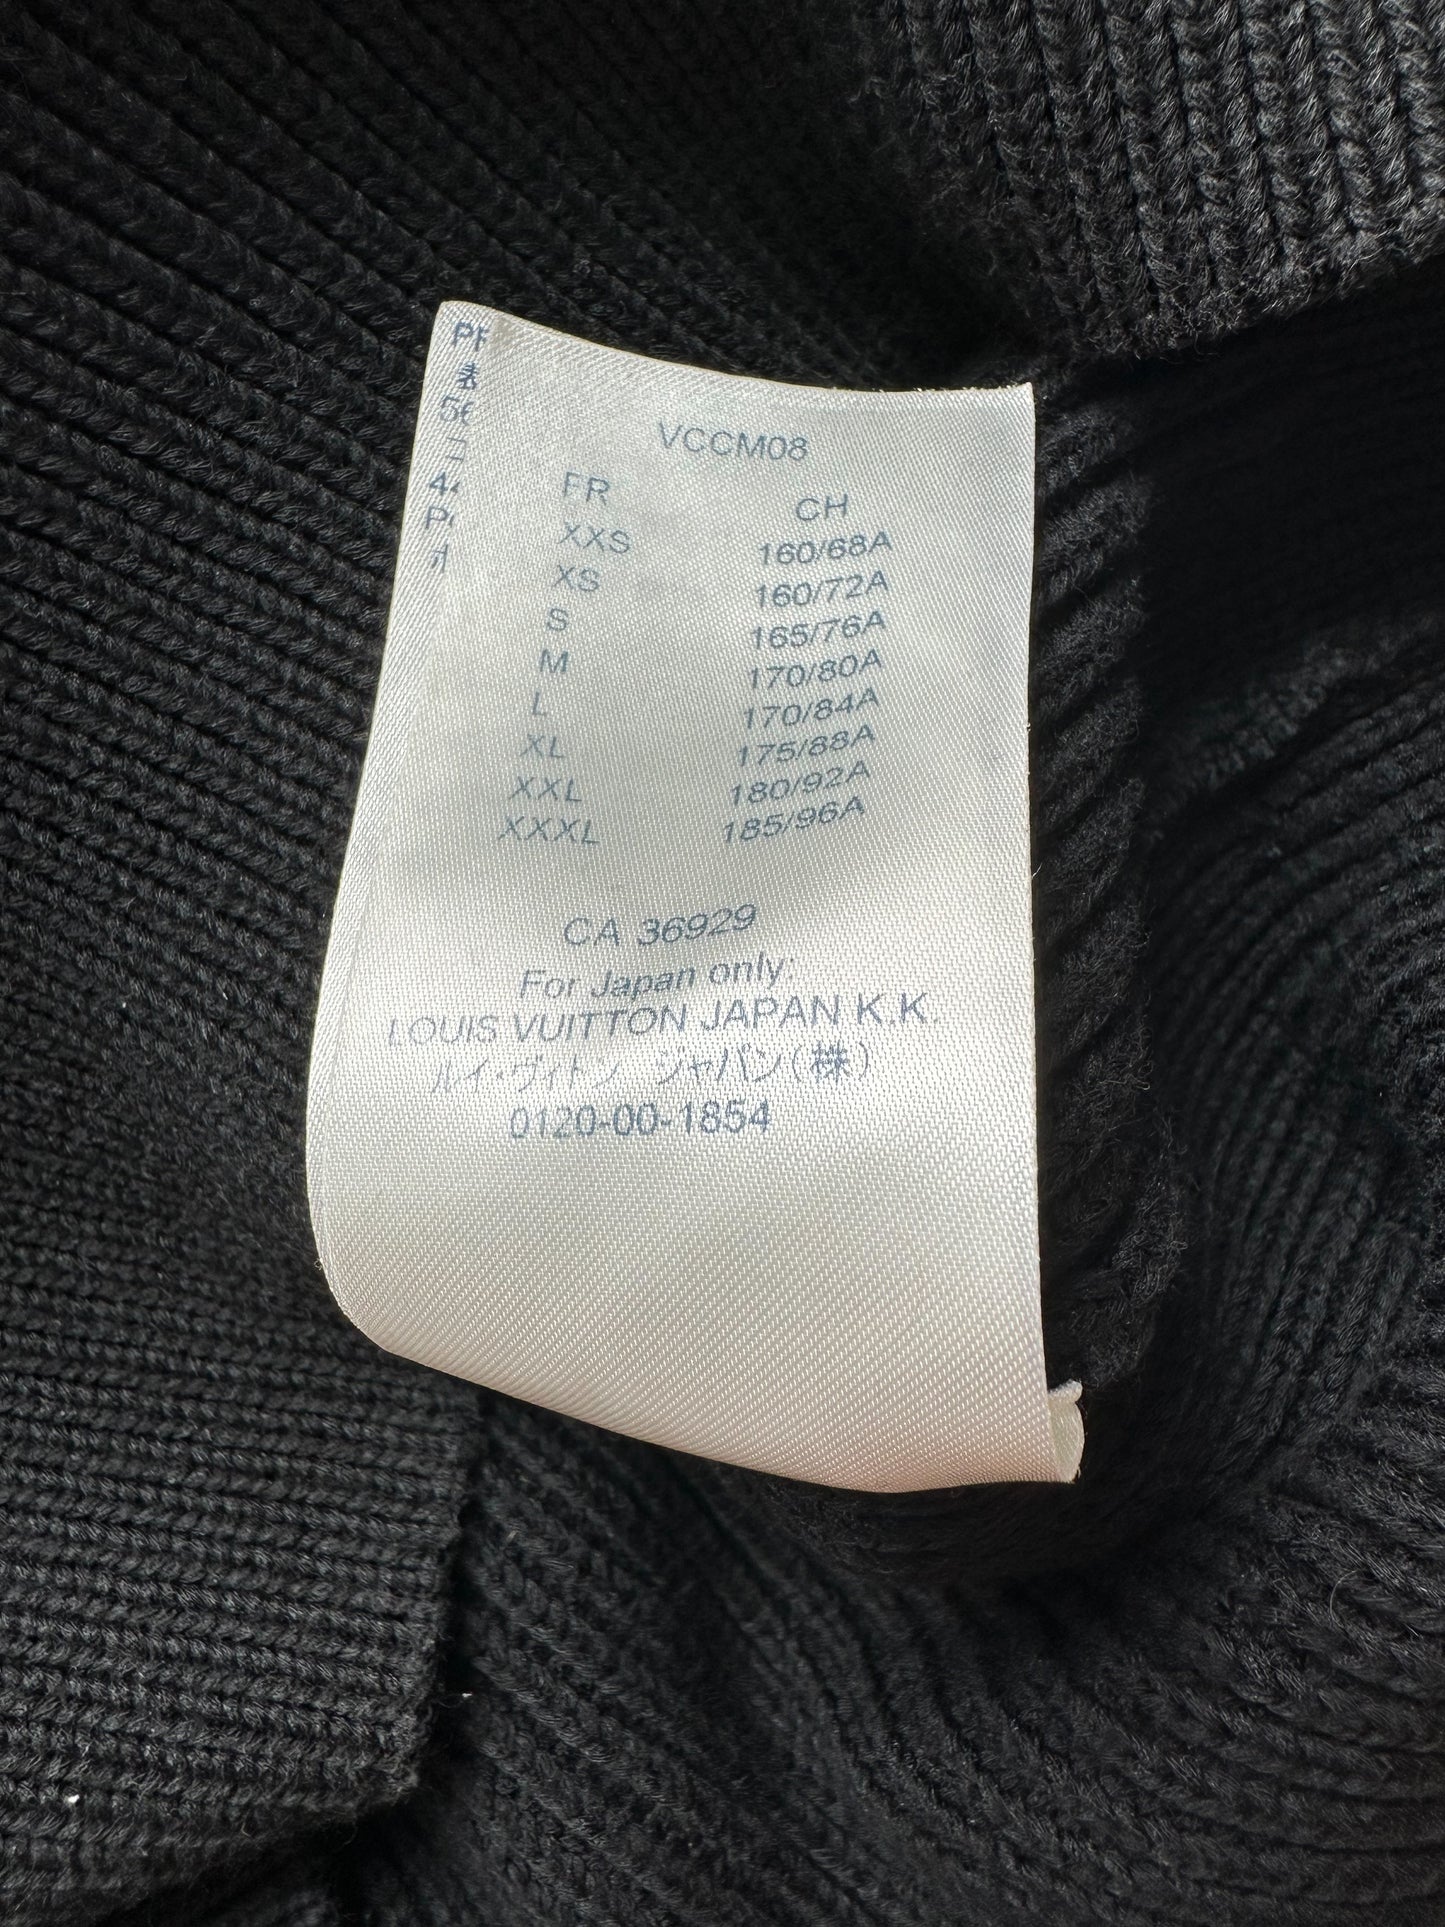 VCCM08
FR CH
XXS 160/68A
XS 160/72A
S 165/76A
M 170/80A
L 170/84A
XL 175/88A
XXL 180/92A
XXXL 185/96A
CA 36929
For Japan only:
LOUIS VUITTON JAPAN K.K.
ルイ・ヴィトン ジャパン(株)
0120-00-1854